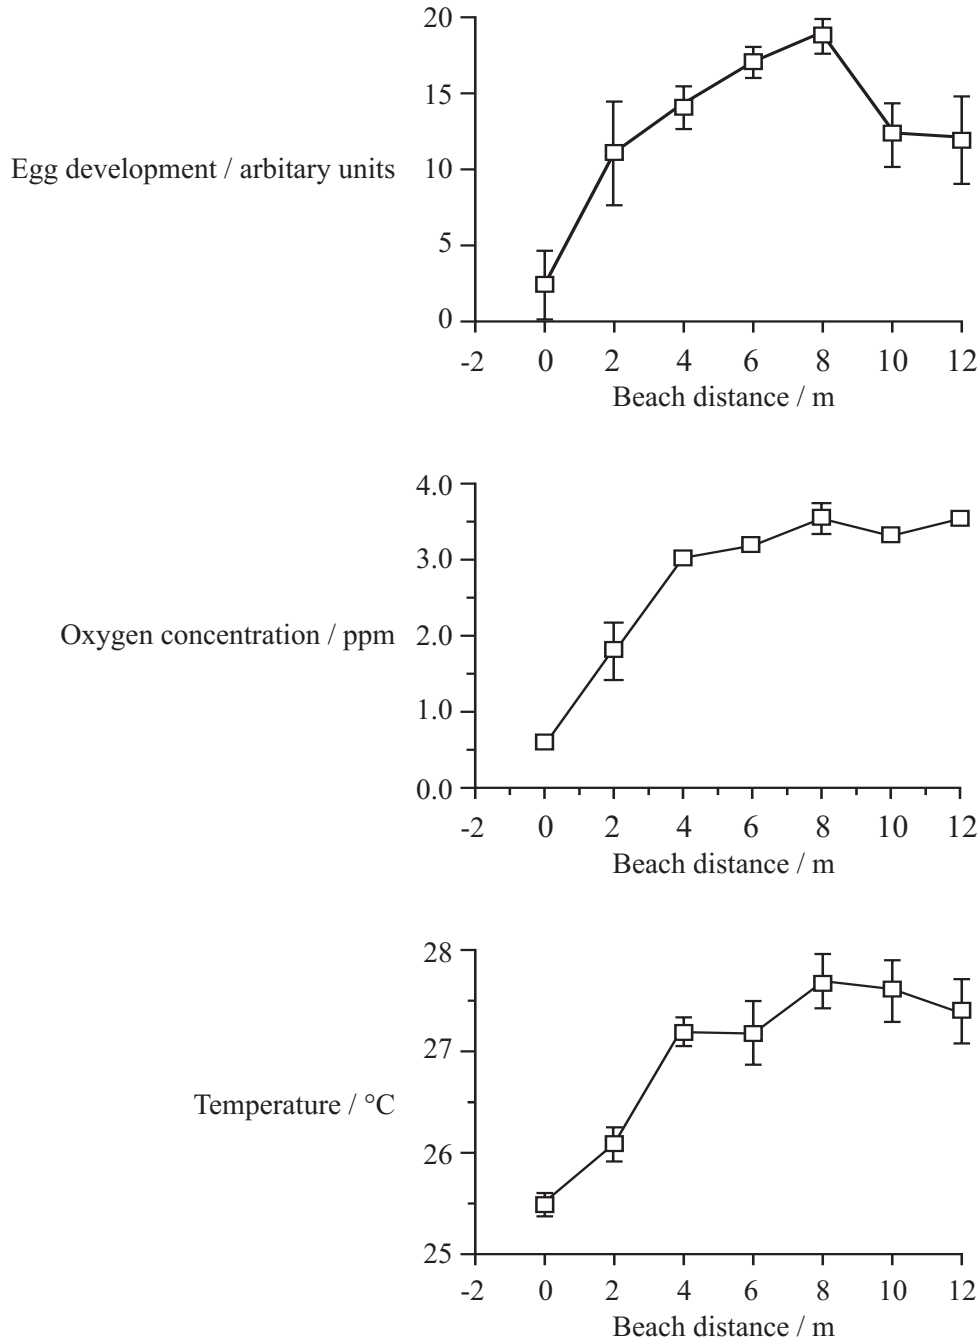 20
15
Egg development / arbitary units
10
5
0
-2 0 2 4 6 8 10 12
Beach distance / m
4.0
3.0
Oxygen concentration / ppm
2.0
1.0
0.0
-2 0 2 4 6 8 10 12
Beach distance / m
28
27
Temperature / °C
26
25
-2 0 2 4 6 8 10 12
Beach distance / m